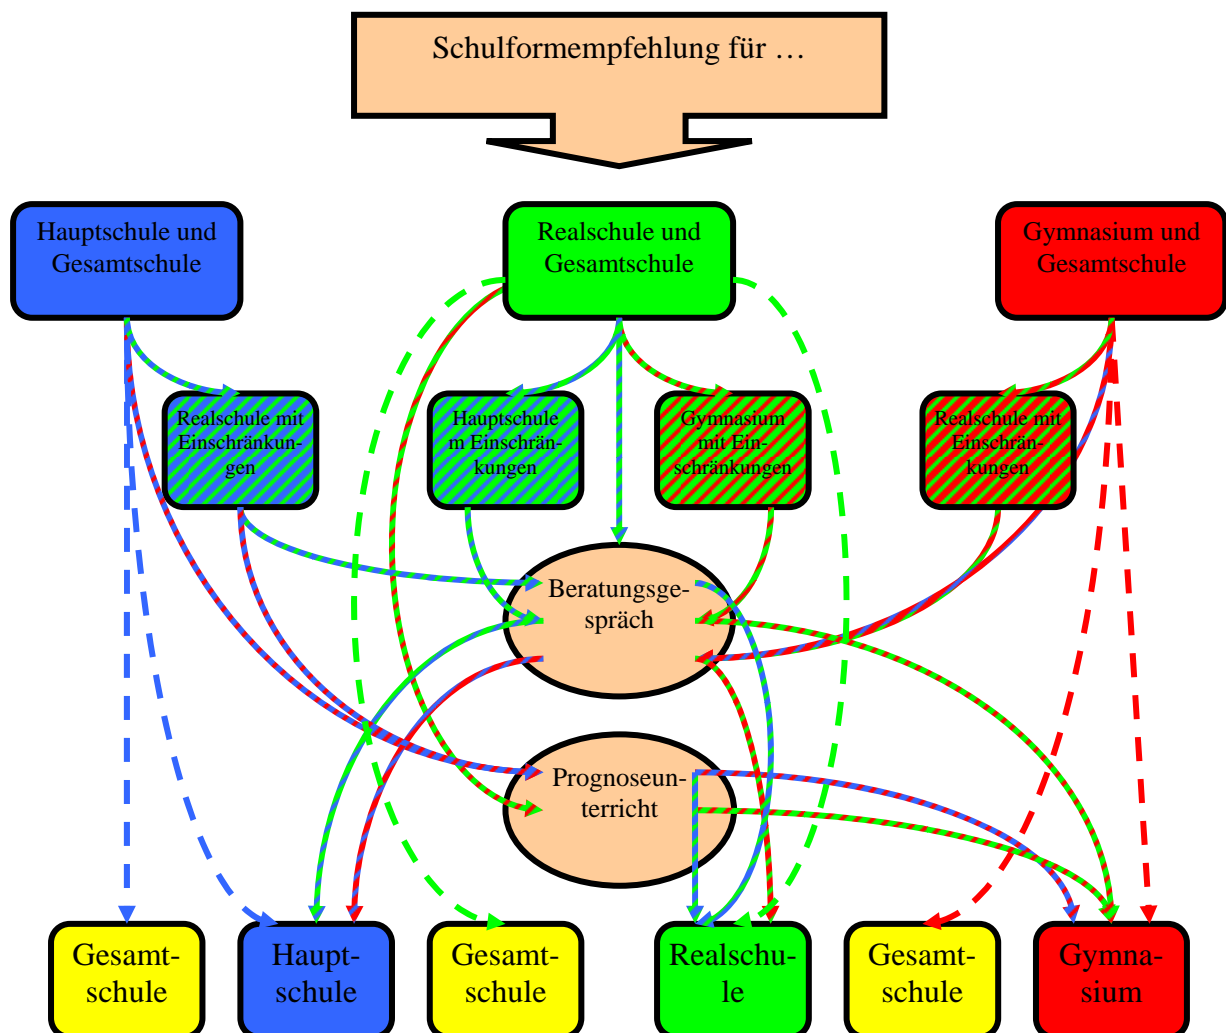 Schulformempfehlung für …
Hauptschule und
Gesamtschule
Realschule und
Gesamtschule
Gymnasium und
Gesamtschule
Realschule mit
Einschränkun-
gen
Hauptschule
m Einschrän-
kungen
Gymnasium
mit Ein-
schränkungen
Realschule mit
Einschrän-
kungen
Beratungsge-
spräch
Prognoseun-
terricht
Gesamt-
schule
Haupt-
schule
Gesamt-
schule
Realschu-
le
Gesamt-
schule
Gymna-
sium